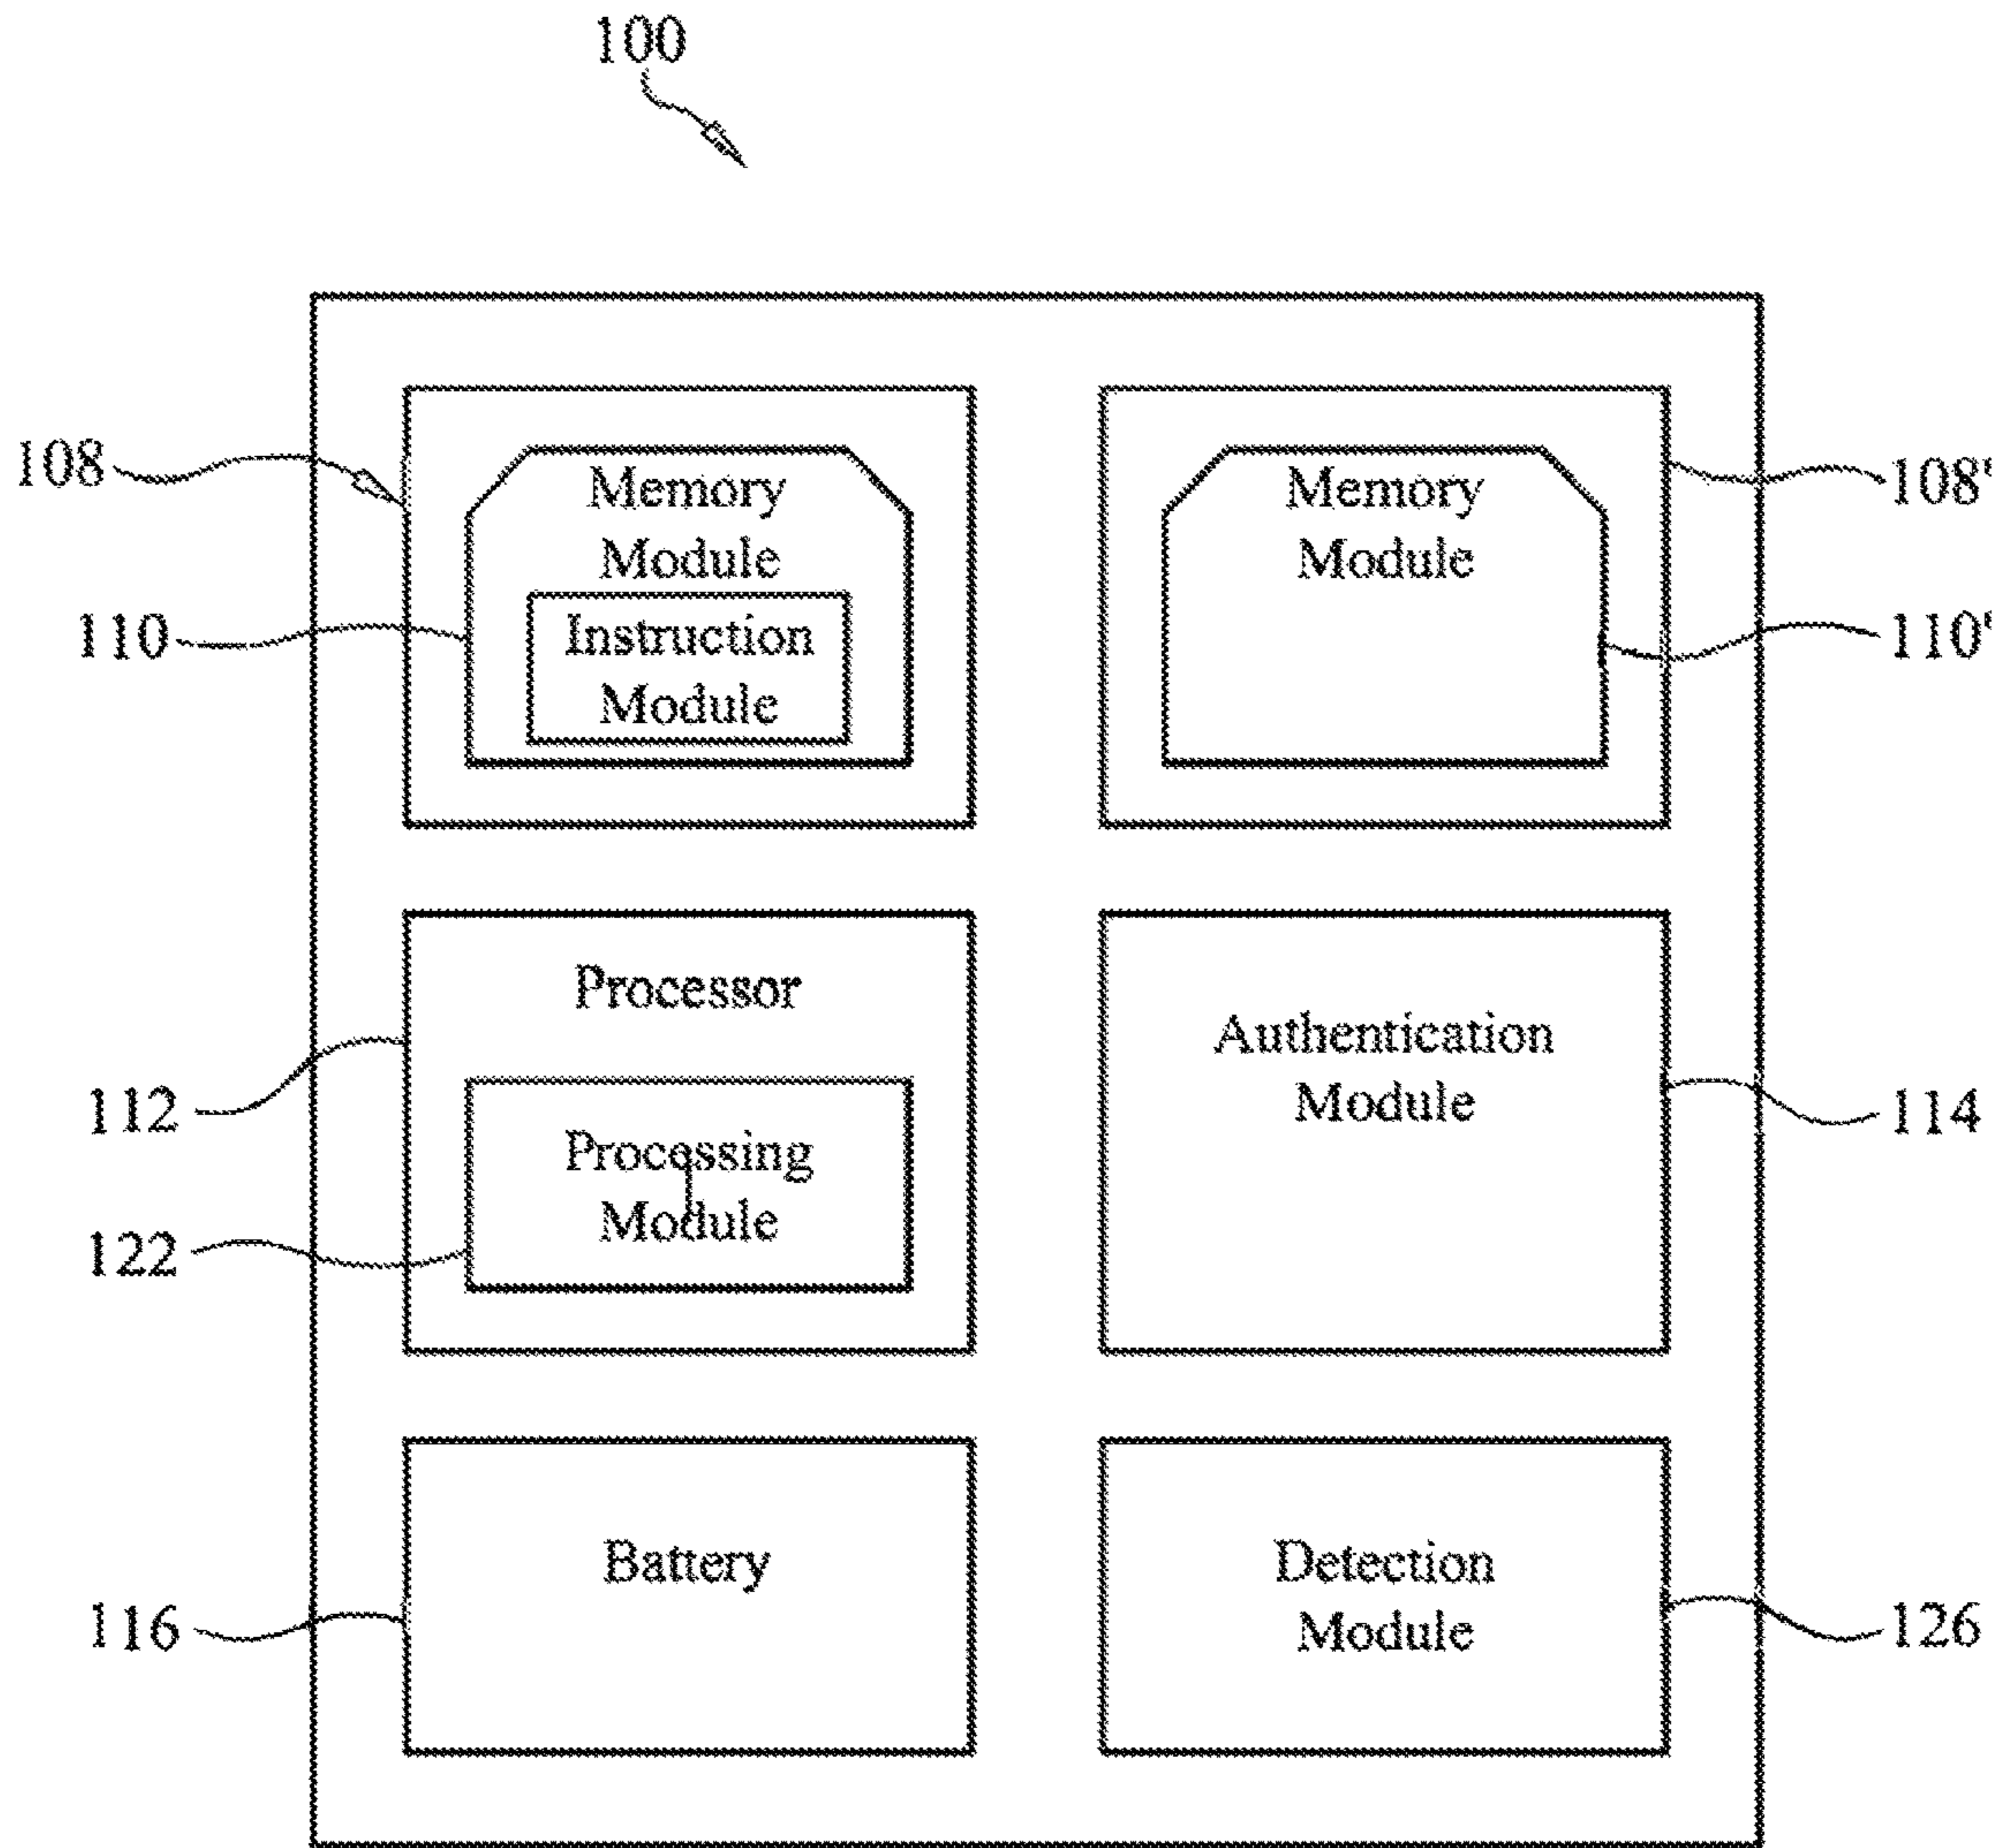 100
108
Memory
Module
Instruction
Module
110
Memory
Module
108'
110'
Processor
Processing
Module
112
122
Authentication
Module
114
Battery
116
Detection
Module
126